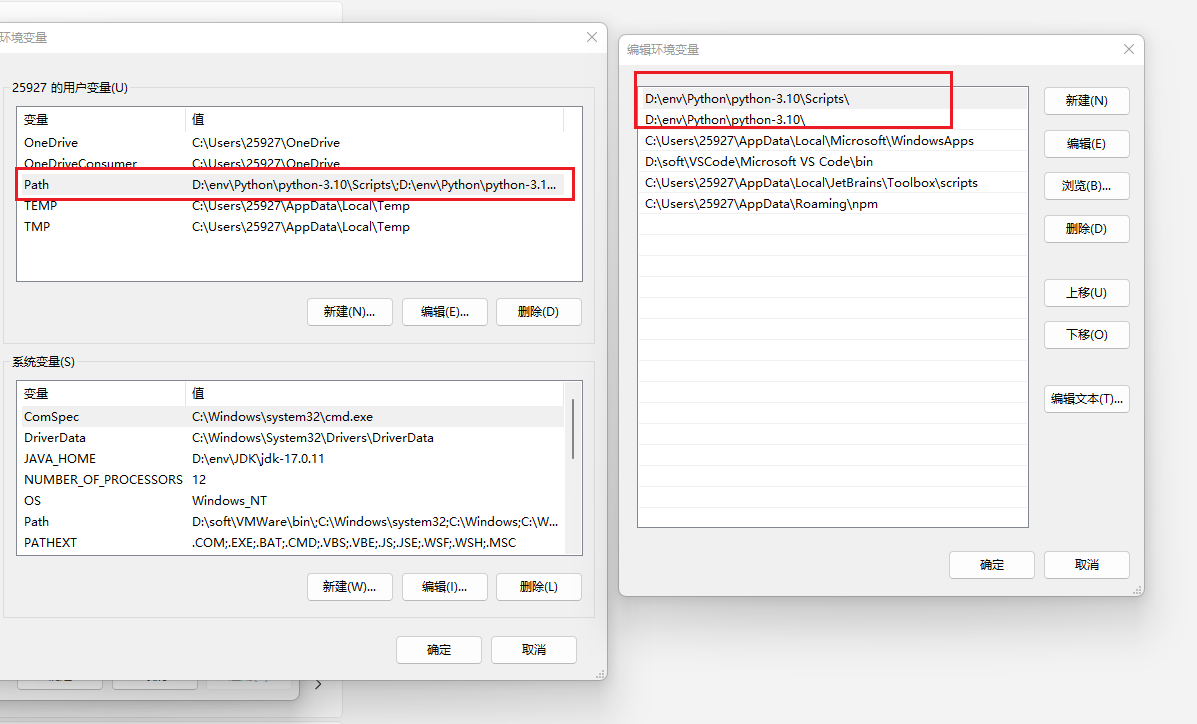 环境变量
25927 的用户变量(U)
变量 值
OneDrive C:\Users\25927\OneDrive
OneDriveConsumer C:\Users\25927\OneDrive
Path D:\env\Python\python-3.10\Scripts\;D:\env\Python\python-3.1...
TEMP C:\Users\25927\AppData\Local\Temp
TMP C:\Users\25927\AppData\Local\Temp
新建(N)... 编辑(E)... 删除(D)
系统变量(S)
变量 值
ComSpec C:\Windows\system32\cmd.exe
DriverData C:\Windows\System32\Drivers\DriverData
JAVA_HOME D:\env\JDK\jdk-17.0.11
NUMBER_OF_PROCESSORS 12
OS Windows_NT
Path D:\soft\VMWare\bin\;C:\Windows\system32;C:\Windows;C:\W...
PATHEXT .COM;.EXE;.BAT;.CMD;.VBS;.VBE;.JS;.JSE;.WSF;.WSH;.MSC
新建(W)... 编辑(I)... 删除(L)
确定 取消
编辑环境变量
D:\env\Python\python-3.10\Scripts\
D:\env\Python\python-3.10\
C:\Users\25927\AppData\Local\Microsoft\WindowsApps
D:\soft\VSCode\Microsoft VS Code\bin
C:\Users\25927\AppData\Local\JetBrains\Toolbox\scripts
C:\Users\25927\AppData\Roaming\npm
新建(N)
编辑(E)
浏览(B)...
删除(D)
上移(U)
下移(O)
编辑文本(T)...
确定 取消